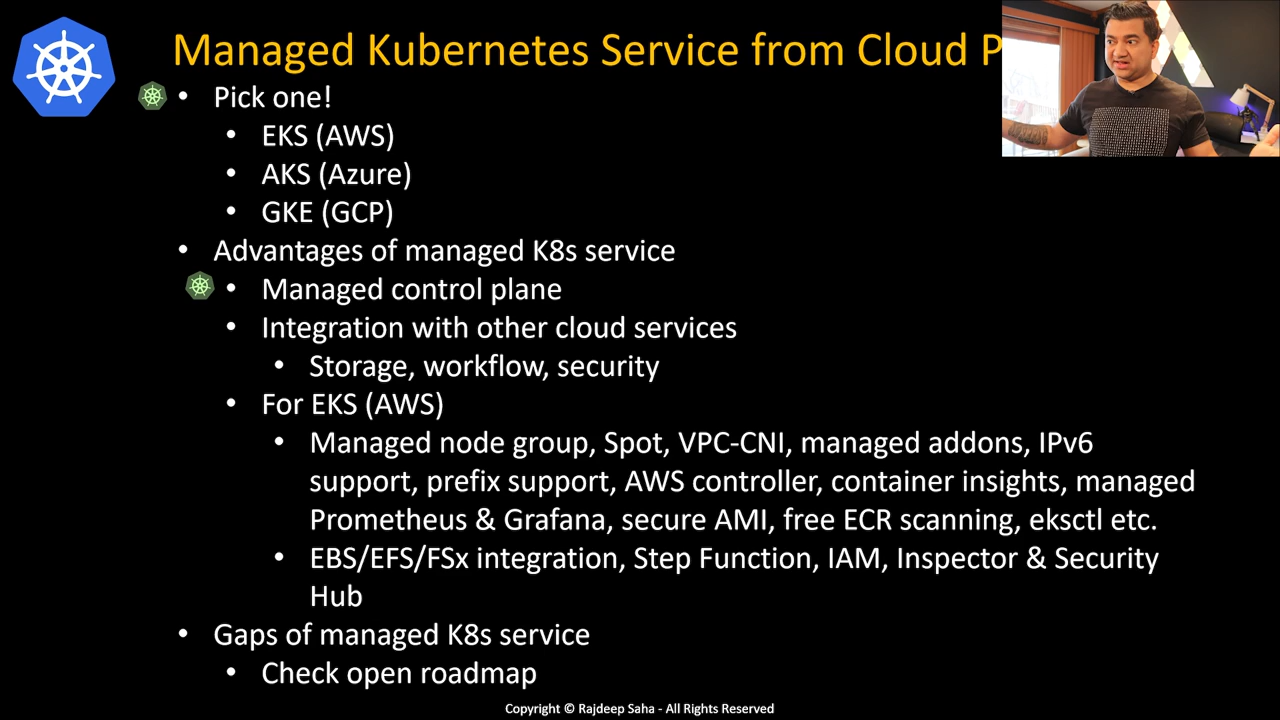 Managed Kubernetes Service from Cloud P
• Pick one!
• EKS (AWS)
• AKS (Azure)
• GKE (GCP)
• Advantages of managed K8s service
• Managed control plane
• Integration with other cloud services
• Storage, workflow, security
• For EKS (AWS)
• Managed node group, Spot, VPC-CNI, managed addons, IPv6
support, prefix support, AWS controller, container insights, managed
Prometheus & Grafana, secure AMI, free ECR scanning, eksctl etc.
• EBS/EFS/FSx integration, Step Function, IAM, Inspector & Security
Hub
• Gaps of managed K8s service
• Check open roadmap
Copyright © Rajdeep Saha - All Rights Reserved